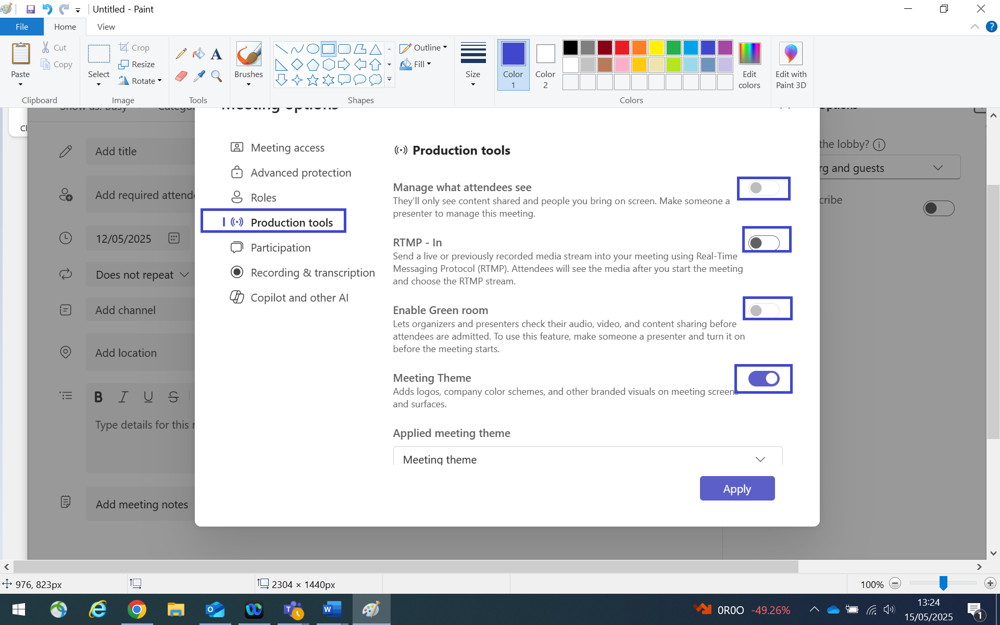 Untitled - Paint
File
Home
View
Paste
Cut
Copy
Clipboard
Select
Crop
Resize
Rotate
Image
Tools
Brushes
Shapes
Outline
Fill
Size
Color
1
Color
2
Colors
Edit
colors
Edit with
Paint 3D
Meeting Options
Add title
Add required attend
12/05/2025
Does not repeat
Add channel
Add location
B I U S
Type details for this
Add meeting notes
Meeting access
Advanced protection
Roles
Production tools
Participation
Recording & transcription
Copilot and other AI
Production tools
Manage what attendees see
They'll only see content shared and people you bring on screen. Make someone a
presenter to manage this meeting.
RTMP - In
Send a live or previously recorded media stream into your meeting using Real-Time
Messaging Protocol (RTMP). Attendees will see the media after you start the meeting
and choose the RTMP stream.
Enable Green room
Lets organizers and presenters check their audio, video, and content sharing before
attendees are admitted. To use this feature, make someone a presenter and turn it on
before the meeting starts.
Meeting Theme
Adds logos, company color schemes, and other branded visuals on meeting screens
and surfaces.
Applied meeting theme
Meeting theme
Apply
the lobby?
rg and guests
cribe
976, 823px
2304 × 1440px
100%
0R0O -49.26%
13:24
15/05/2025
1